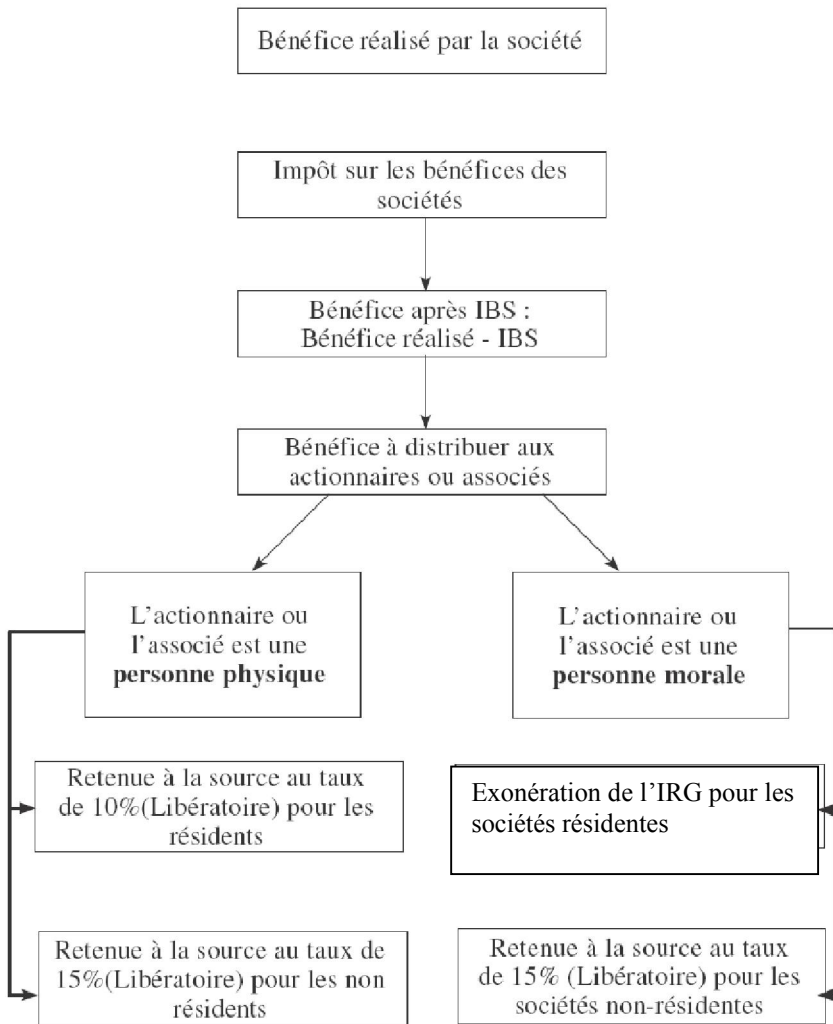 Bénéfice réalisé par la société
Impôt sur les bénéfices des
sociétés
Bénéfice après IBS :
Bénéfice réalisé - IBS
Bénéfice à distribuer aux
actionnaires ou associés
L’actionnaire ou
l’associé est une
personne physique
L’actionnaire ou
l’associé est une
personne morale
Retenue à la source au taux
de 10%(Libératoire) pour les
résidents
Exonération de l’IRG pour les
sociétés résidentes
Retenue à la source au taux de
15%(Libératoire) pour les non
résidents
Retenue à la source au taux
de 15% (Libératoire) pour les
sociétés non-résidentes